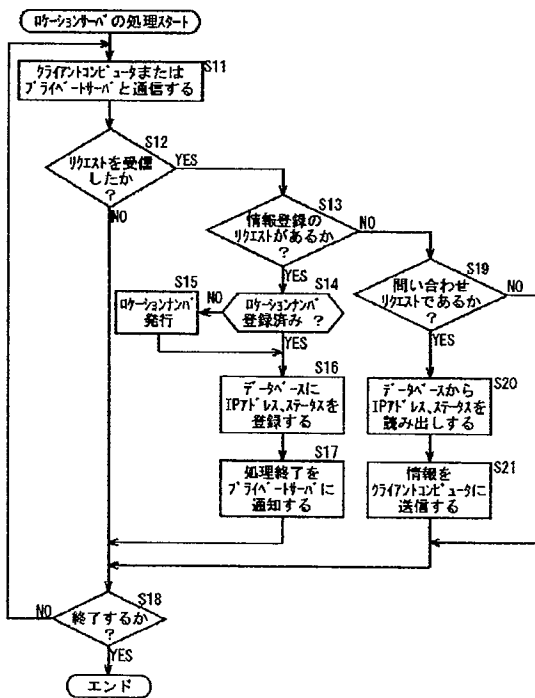 ロケーションサーバの処理スタート
S11
クライアントコンピュータまたは
プライベートサーバと通信する
S12
リクエストを受信
したか
?
YES
NO
S13
情報登録の
リクエストがあるか
?
NO
YES
S19
問い合わせ
リクエストであるか
?
NO
YES
S15
ロケーションナンバ
発行
NO
S14
ロケーションナンバ
登録済み ?
YES
S16
データベースに
IPアドレス、ステータスを
登録する
S20
データベースから
IPアドレス、ステータスを
読み出しする
S17
処理終了を
プライベートサーバに
通知する
S21
情報を
クライアントコンピュータに
送信する
S18
NO
終了するか
?
YES
エンド